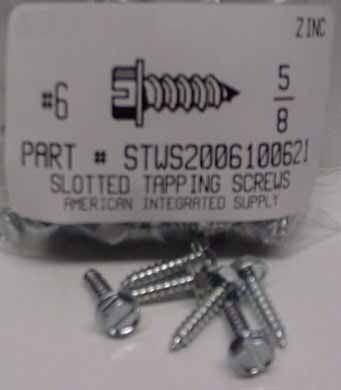 ZINC
#6 5/8
PART # STWS2006100621
SLOTTED TAPPING SCREWS
AMERICAN INTEGRATED SUPPLY